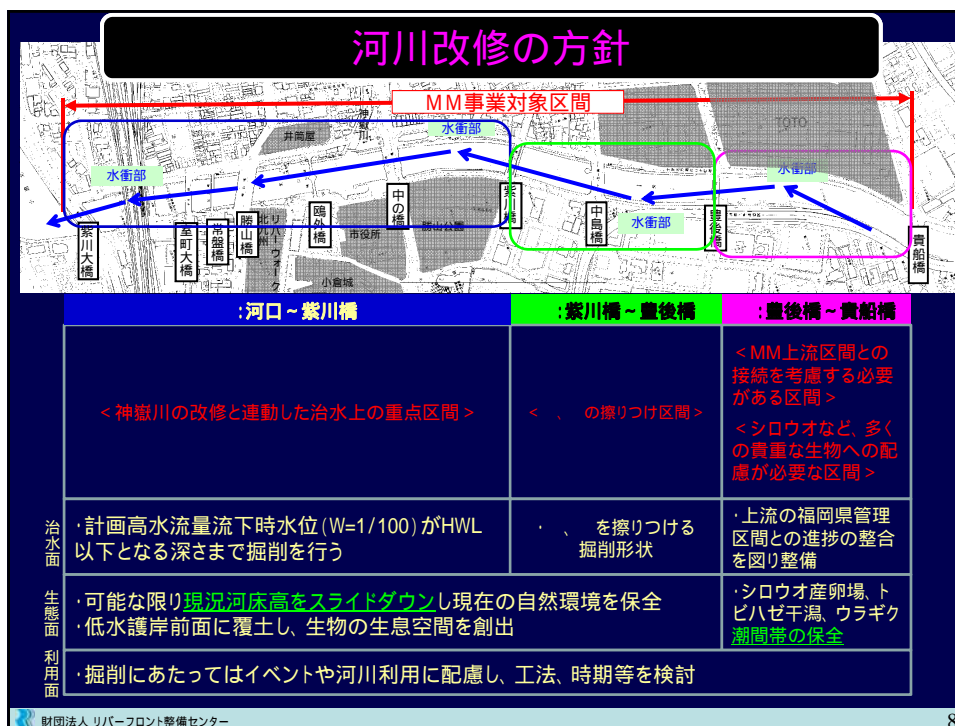 河川改修の方針
MM事業対象区間
井筒屋
神嶽川
水衝部
TOTO
水衝部
水衝部
水衝部
紫川大橋
室町大橋
常盤橋
勝山橋
北九州
リバーウォーク
鴎外橋
市役所
小倉城
中の橋
勝山公園
紫川橋
中島橋
豊後橋
貴船橋
:河口~紫川橋
:紫川橋~豊後橋
:豊後橋~貴船橋
<神嶽川の改修と連動した治水上の重点区間>
< 、 の擦りつけ区間>
<MM上流区間との
接続を考慮する必要
がある区間>
<シロウオなど、多く
の貴重な生物への配
慮が必要な区間>
治水面
・計画高水流量流下時水位(W=1/100)がHWL
以下となる深さまで掘削を行う
・ 、 を擦りつける
掘削形状
・上流の福岡県管理
区間との進捗の整合
を図り整備
生態面
・可能な限り現況河床高をスライドダウンし現在の自然環境を保全
・低水護岸前面に覆土し、生物の生息空間を創出
・シロウオ産卵場、ト
ビハゼ干潟、ウラギク
潮間帯の保全
利用面
・掘削にあたってはイベントや河川利用に配慮し、工法、時期等を検討
財団法人 リバーフロント整備センター
8